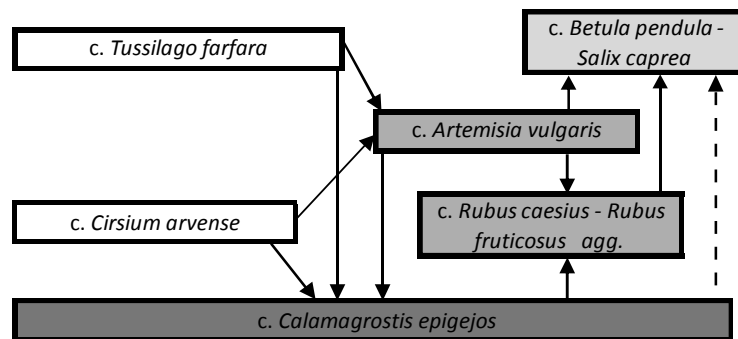 c. Tussilago farfara
c. Betula pendula -
Salix caprea
c. Artemisia vulgaris
c. Cirsium arvense
c. Rubus caesius - Rubus
fruticosus agg.
c. Calamagrostis epigejos